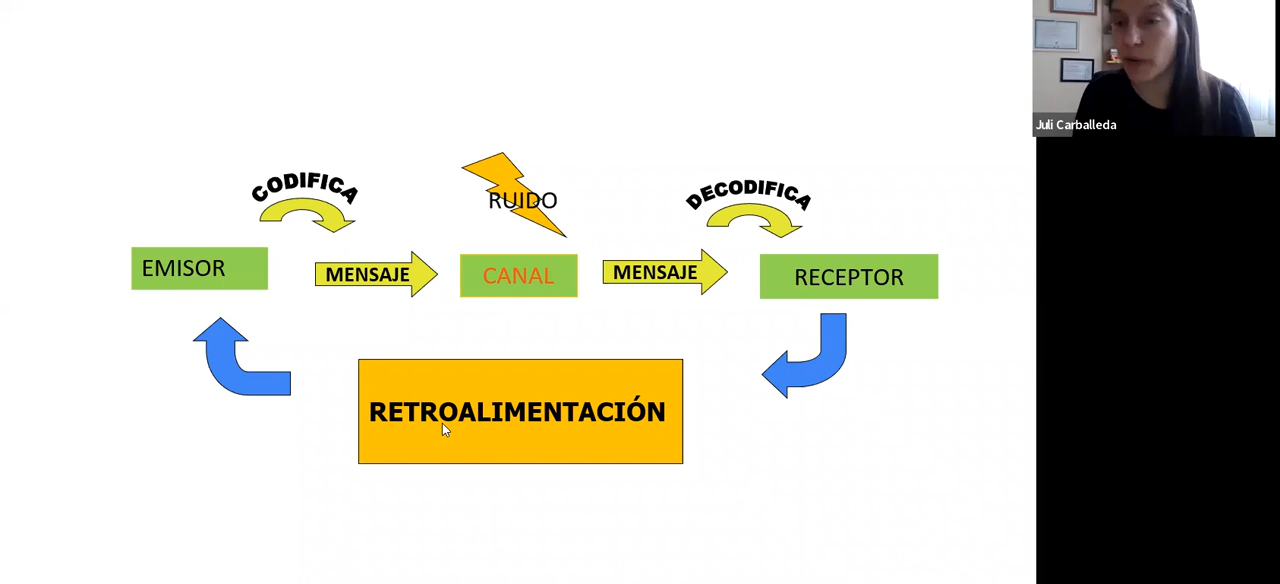 CODIFICA
RUIDO
DECODIFICA
EMISOR
MENSAJE
CANAL
MENSAJE
RECEPTOR
RETROALIMENTACIÓN
Juli Carballeda